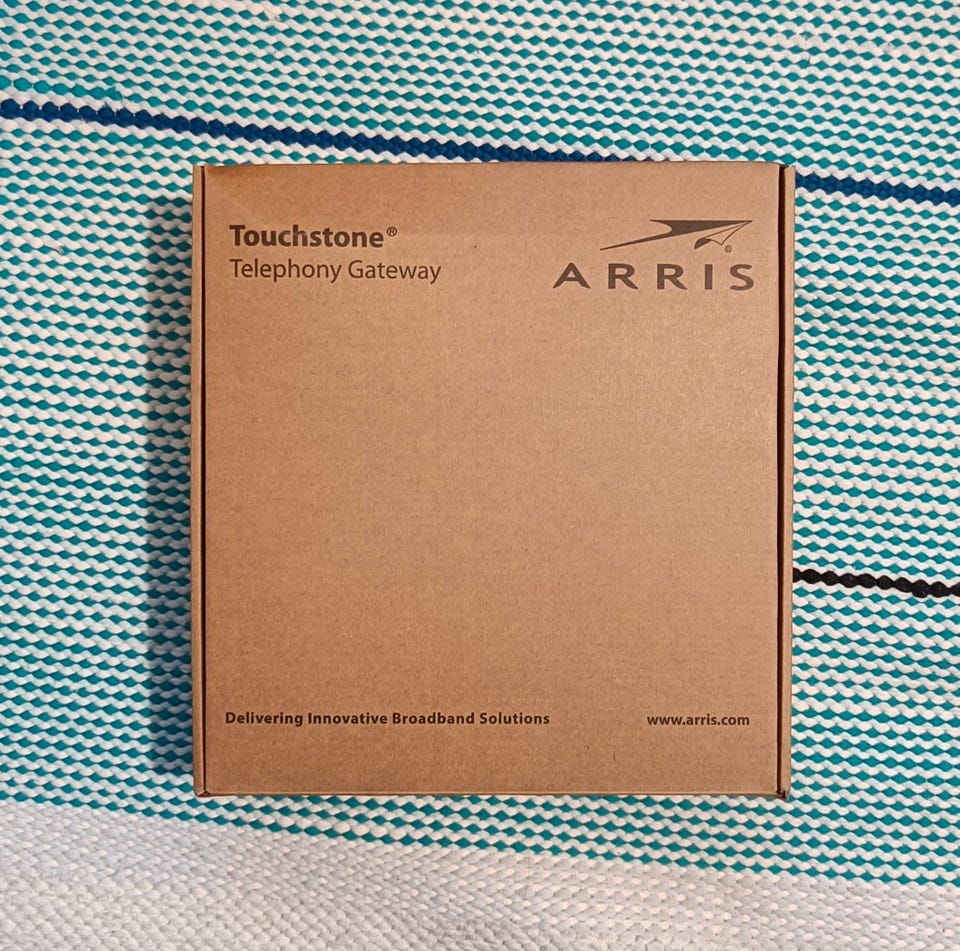 Touchstone®
Telephony Gateway
®
ARRIS
Delivering Innovative Broadband Solutions
www.arris.com